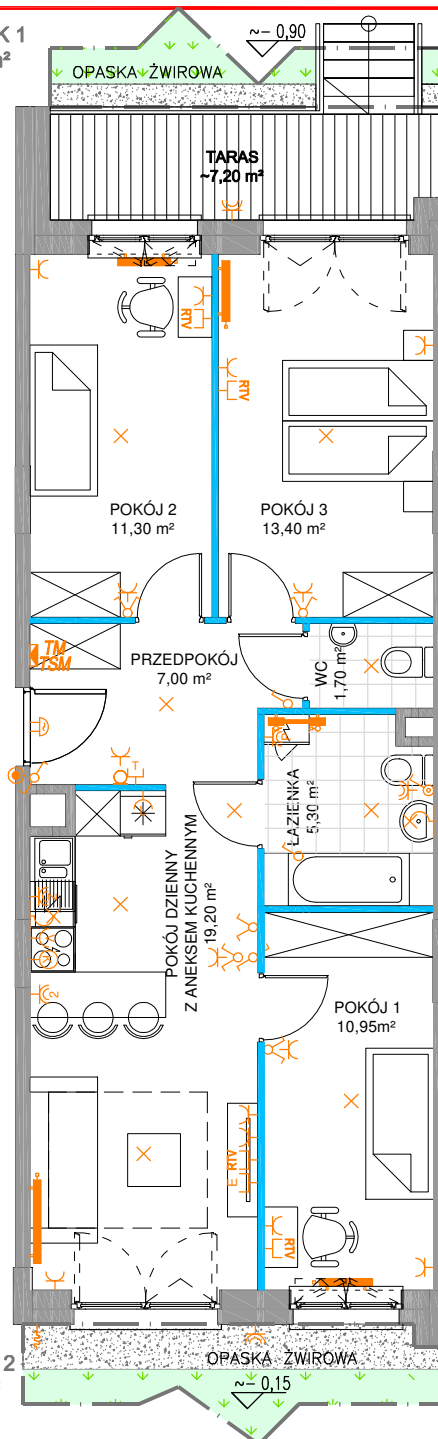 K 1
m²
~- 0,90
OPASKA ŻWIROWA
TARAS
~7,20 m²
RTV
RTV
POKÓJ 2
11,30 m²
POKÓJ 3
13,40 m²
TM
TSM
PRZEDPOKÓJ
7,00 m²
WC
1,70 m²
T
ŁAZIENKA
5,30 m²
POKÓJ DZIENNY
Z ANEKSEM KUCHENNYM
19,20 m²
2
POKÓJ 1
10,95m²
E RTV
RTV
2
OPASKA ŻWIROWA
~- 0,15